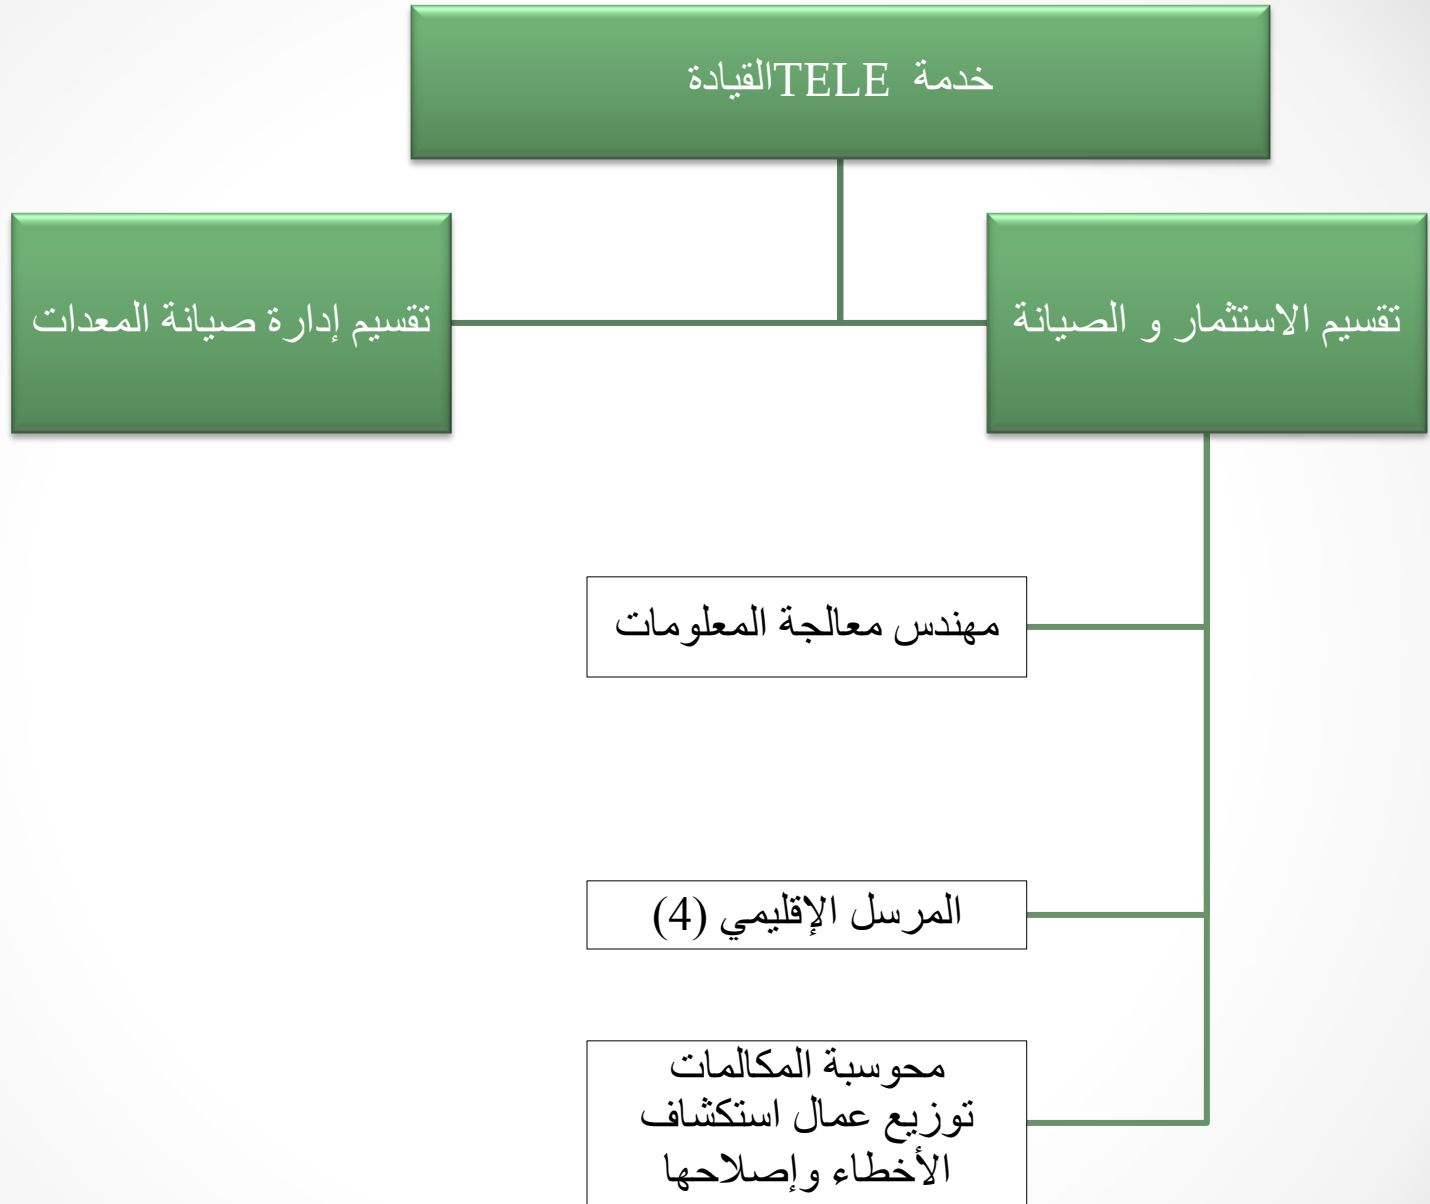 خدمة TELEالقيادة
تقسيم الاستثمار و الصيانة
تقسيم إدارة صيانة المعدات
مهندس معالجة المعلومات
المرسل الإقليمي (4)
محوسبة المكالمات
توزيع عمال استكشاف
الأخطاء وإصلاحها